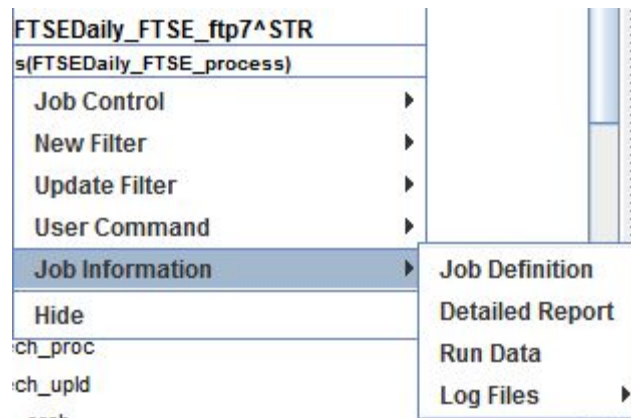 FTSEDaily_FTSE_ftp7^STR
s(FTSEDaily_FTSE_process)
Job Control
New Filter
Update Filter
User Command
Job Information
Job Definition
Hide
Detailed Report
ch_proc
Run Data
ch_upld
Log Files